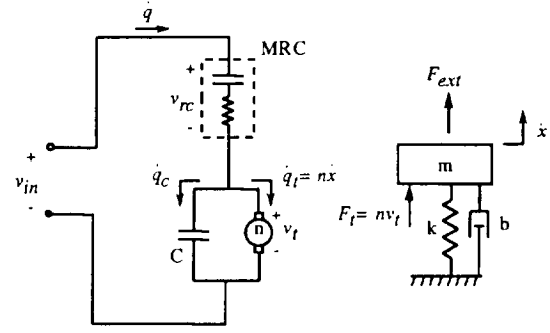 q̇
MRC
+
v_rc
-
+
v_in
-
q̇_C
q̇_t = nẋ
C
n
+
v_t
-
F_ext
ẋ
m
F_t = nv_t
k
b